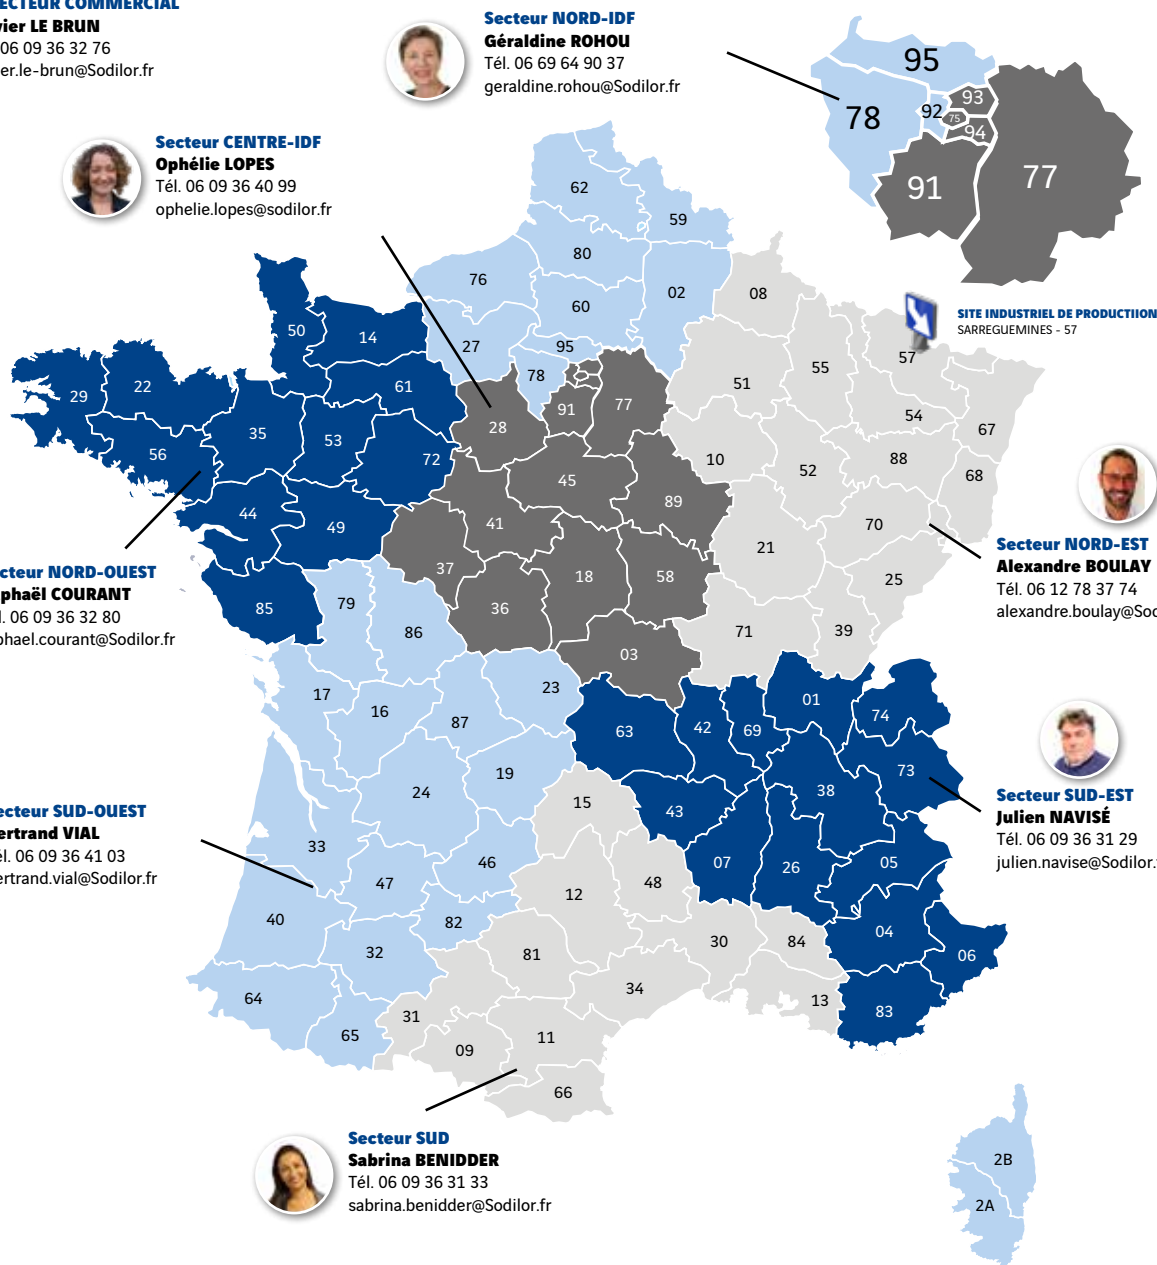 ECTEUR COMMERCIAL
vier LE BRUN
06 09 36 32 76
er.le-brun@Sodilor.fr
Secteur NORD-IDF
Géraldine ROHOU
Tél. 06 69 64 90 37
geraldine.rohou@Sodilor.fr
95
78
92
93
75
94
91
77
Secteur CENTRE-IDF
Ophélie LOPES
Tél. 06 09 36 40 99
ophelie.lopes@sodilor.fr
62
59
80
76
60
02
08
27
95
78
SITE INDUSTRIEL DE PRODUCTIION
SARREGUEMINES - 57
50
14
61
29
22
35
53
72
56
44
49
85
91
77
28
45
89
41
37
18
58
36
03
51
55
57
54
67
10
52
88
68
70
21
25
71
39
cteur NORD-OUEST
phaël COURANT
l. 06 09 36 32 80
phael.courant@Sodilor.fr
Secteur NORD-EST
Alexandre BOULAY
Tél. 06 12 78 37 74
alexandre.boulay@Sod
79
86
17
16
87
23
19
24
33
47
46
40
32
82
64
65
63
42
69
01
74
73
38
43
07
26
05
04
06
83
ecteur SUD-OUEST
ertrand VIAL
él. 06 09 36 41 03
ertrand.vial@Sodilor.fr
Secteur SUD-EST
Julien NAVISÉ
Tél. 06 09 36 31 29
julien.navise@Sodilor.
15
12
48
30
84
81
34
13
31
09
11
66
Secteur SUD
Sabrina BENIDDER
Tél. 06 09 36 31 33
sabrina.benidder@Sodilor.fr
2B
2A